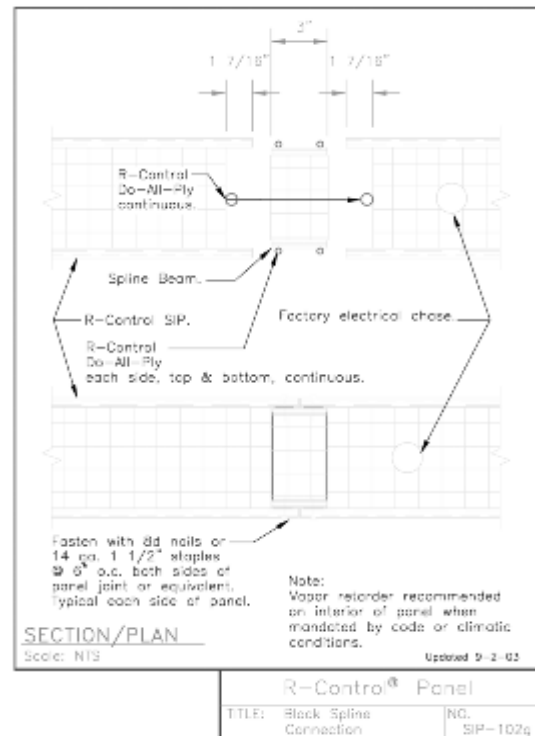 3"
1 7/16" 1 7/16"
R-Control
Do-All-Ply
continuous.
Spline Beam.
R-Control SIP.
Factory electrical chase.
R-Control
Do-All-Ply
each side, top & bottom, continuous.
Fasten with 8d nails or
14 ga. 1 1/2" staples
@ 6" o.c. both sides of
panel joint or equivalent.
Typical each side of panel.
Note:
Vapor retarder recommended
on interior of panel when
mandated by code or climatic
conditions.
SECTION/PLAN
Scale: NTS
Updated 9-2-03
R-Control® Panel
TITLE: Block Spline
Connection
NO.
SIP-102g